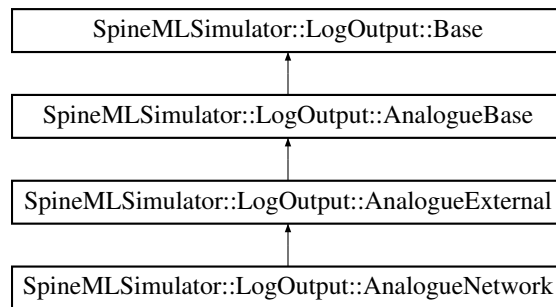 SpineMLSimulator::LogOutput::Base
SpineMLSimulator::LogOutput::AnalogueBase
SpineMLSimulator::LogOutput::AnalogueExternal
SpineMLSimulator::LogOutput::AnalogueNetwork